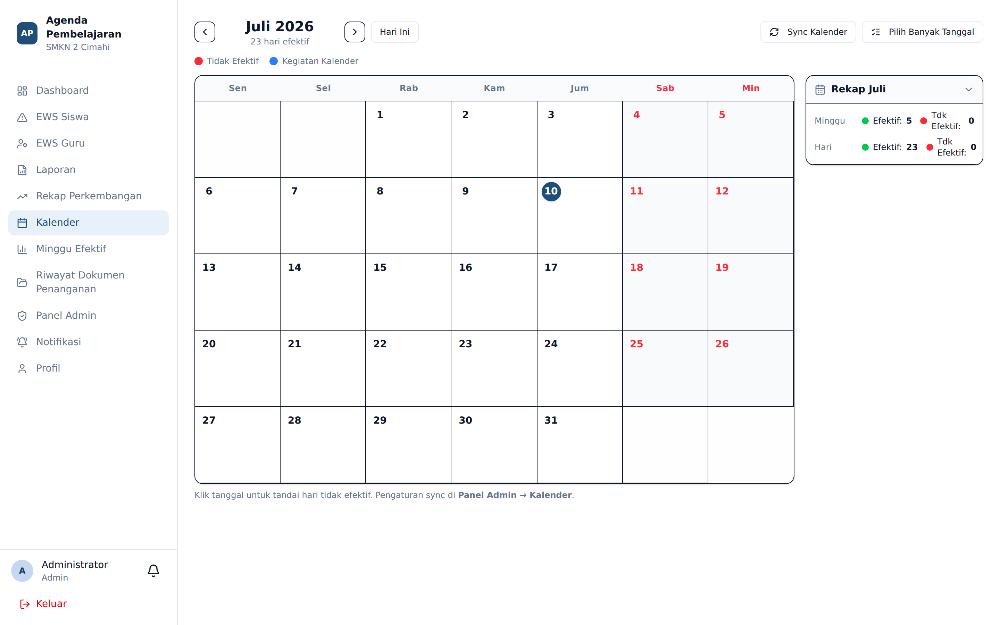 AP
Agenda
Pembelajaran
SMKN 2 Cimahi
Dashboard
EWS Siswa
EWS Guru
Laporan
Rekap Perkembangan
Kalender
Minggu Efektif
Riwayat Dokumen
Penanganan
Panel Admin
Notifikasi
Profil
A
Administrator
Admin
Keluar
Juli 2026
23 hari efektif
Hari Ini
Sync Kalender
Pilih Banyak Tanggal
Tidak Efektif
Kegiatan Kalender
Sen Sel Rab Kam Jum Sab Min
1 2 3 4 5
6 7 8 9 10 11 12
13 14 15 16 17 18 19
20 21 22 23 24 25 26
27 28 29 30 31
Klik tanggal untuk tandai hari tidak efektif. Pengaturan sync di Panel Admin → Kalender.
Rekap Juli
Minggu Efektif: 5 Tdk
Efektif: 0
Hari Efektif: 23 Tdk
Efektif: 0